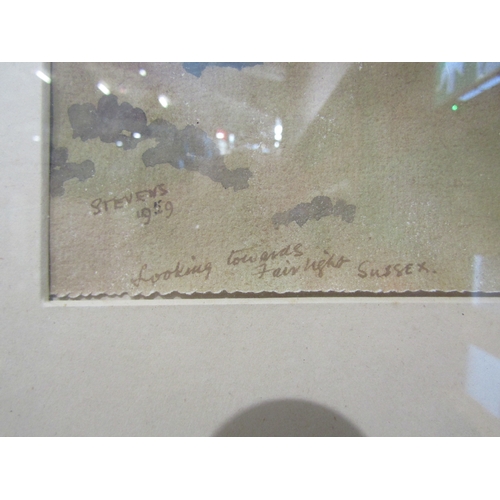 STEVENS
1959
Looking towards
Fairlight SUSSEX.